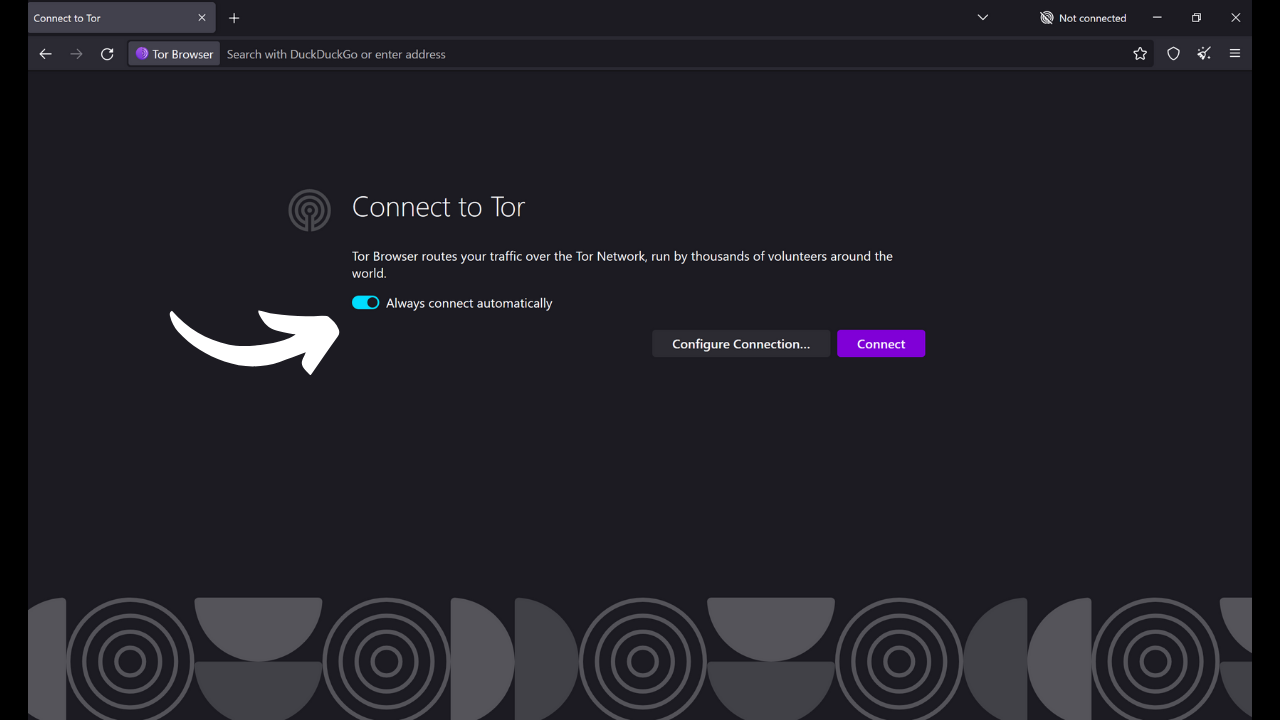 Connect to Tor
Not connected
Tor Browser
Search with DuckDuckGo or enter address
Connect to Tor
Tor Browser routes your traffic over the Tor Network, run by thousands of volunteers around the
world.
Always connect automatically
Configure Connection...
Connect